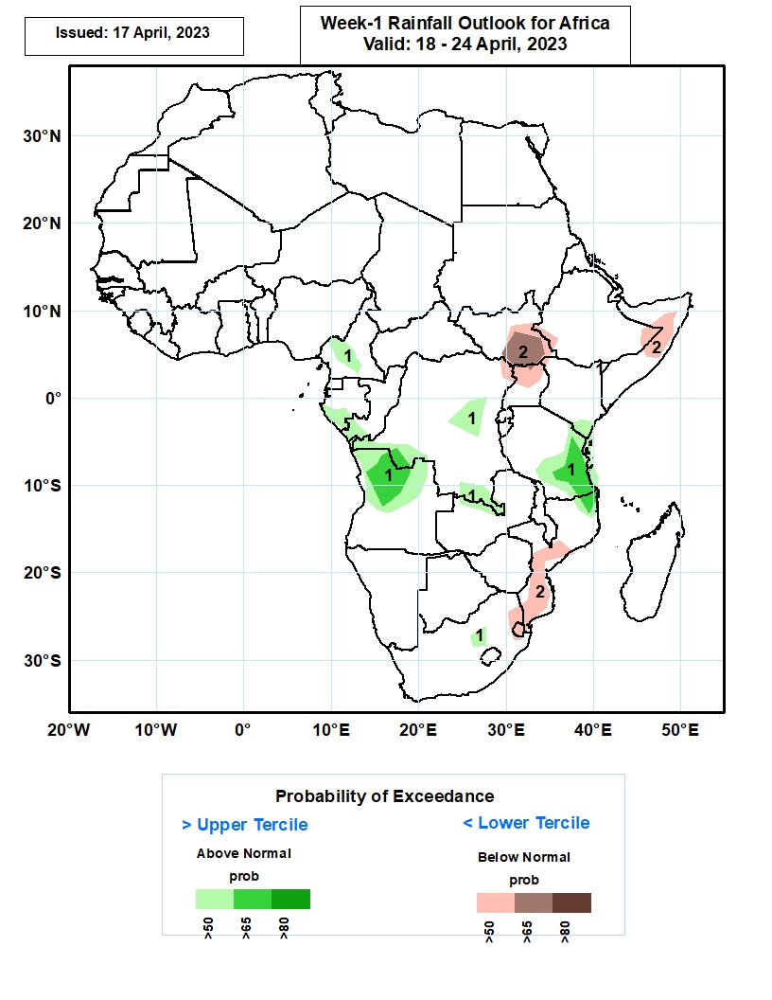 Issued: 17 April, 2023
Week-1 Rainfall Outlook for Africa
Valid: 18 - 24 April, 2023
30°N
20°N
10°N
0°
10°S
20°S
30°S
1
2
2
1
1
1
1
1
1
2
1
20°W
10°W
0°
10°E
20°E
30°E
40°E
50°E
Probability of Exceedance
> Upper Tercile
< Lower Tercile
Above Normal
Below Normal
prob
prob
>50
>65
>80
>50
>65
>80